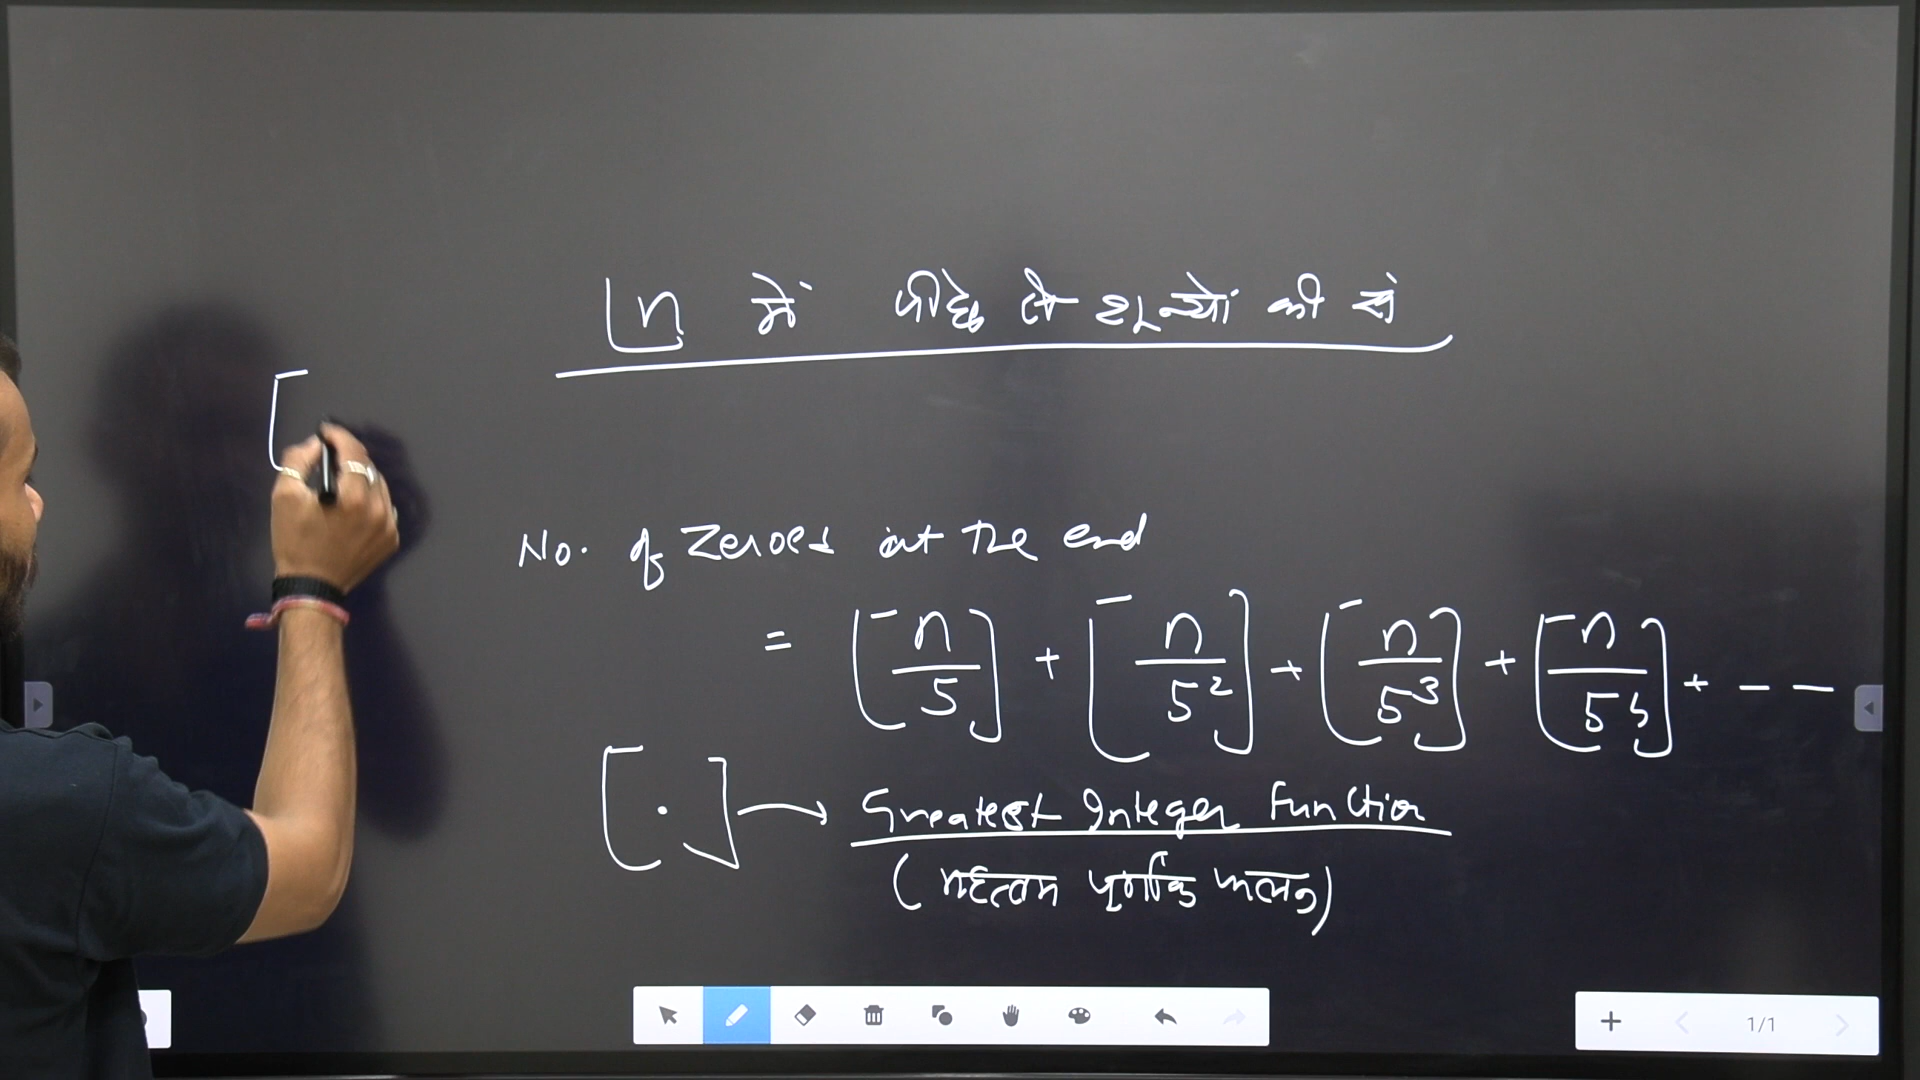 ⌊n में पीछे से शून्यों की सं
No. of Zeroes at the end
= [n/5] + [n/5²] + [n/5³] + [n/5⁴] + – –
[ . ] → Greatest Integer Function
(महत्तम पूर्णांक फलन)
1/1